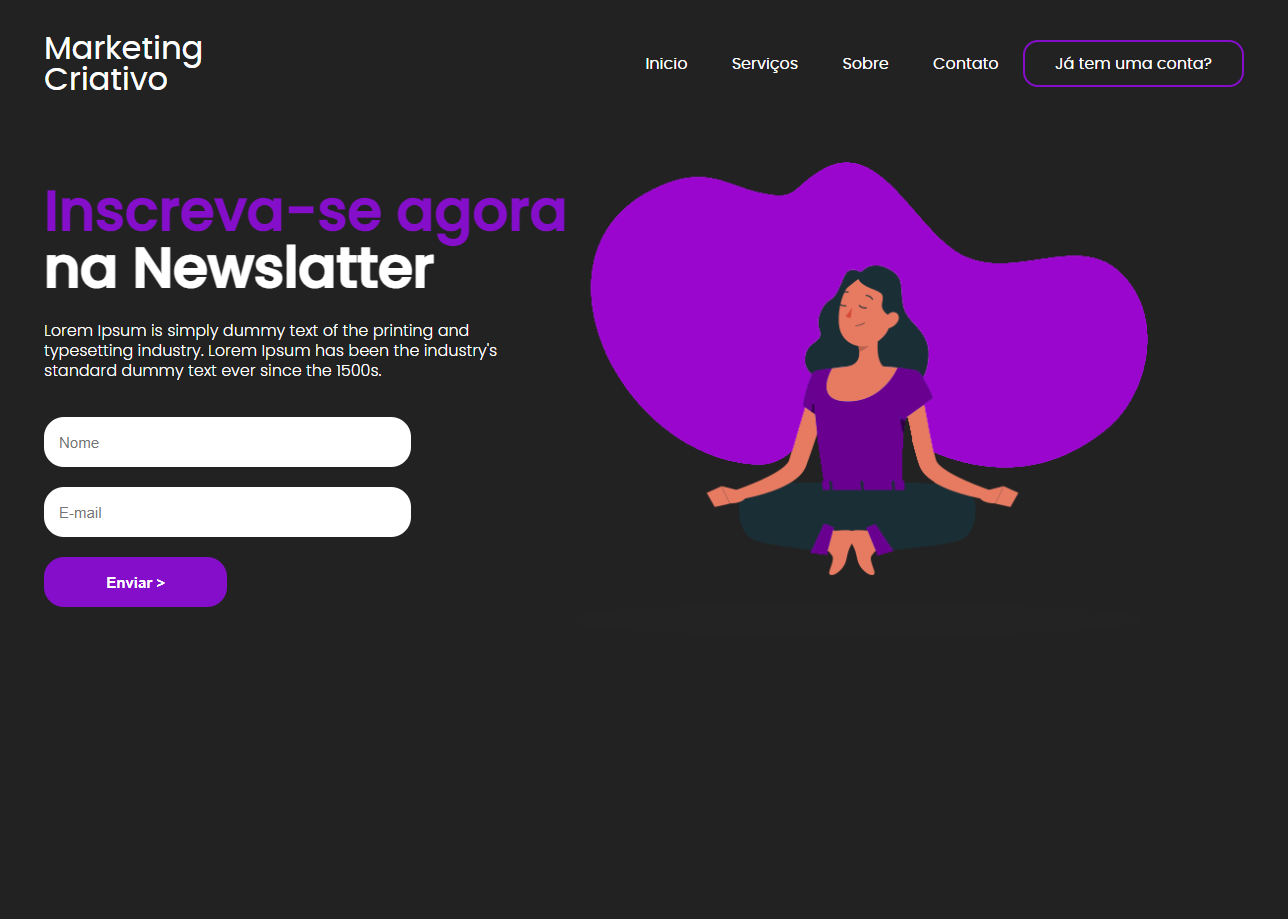 Marketing
Criativo
Inicio
Serviços
Sobre
Contato
Já tem uma conta?
Inscreva-se agora
na Newslatter
Lorem Ipsum is simply dummy text of the printing and
typesetting industry. Lorem Ipsum has been the industry's
standard dummy text ever since the 1500s.
Nome
E-mail
Enviar >